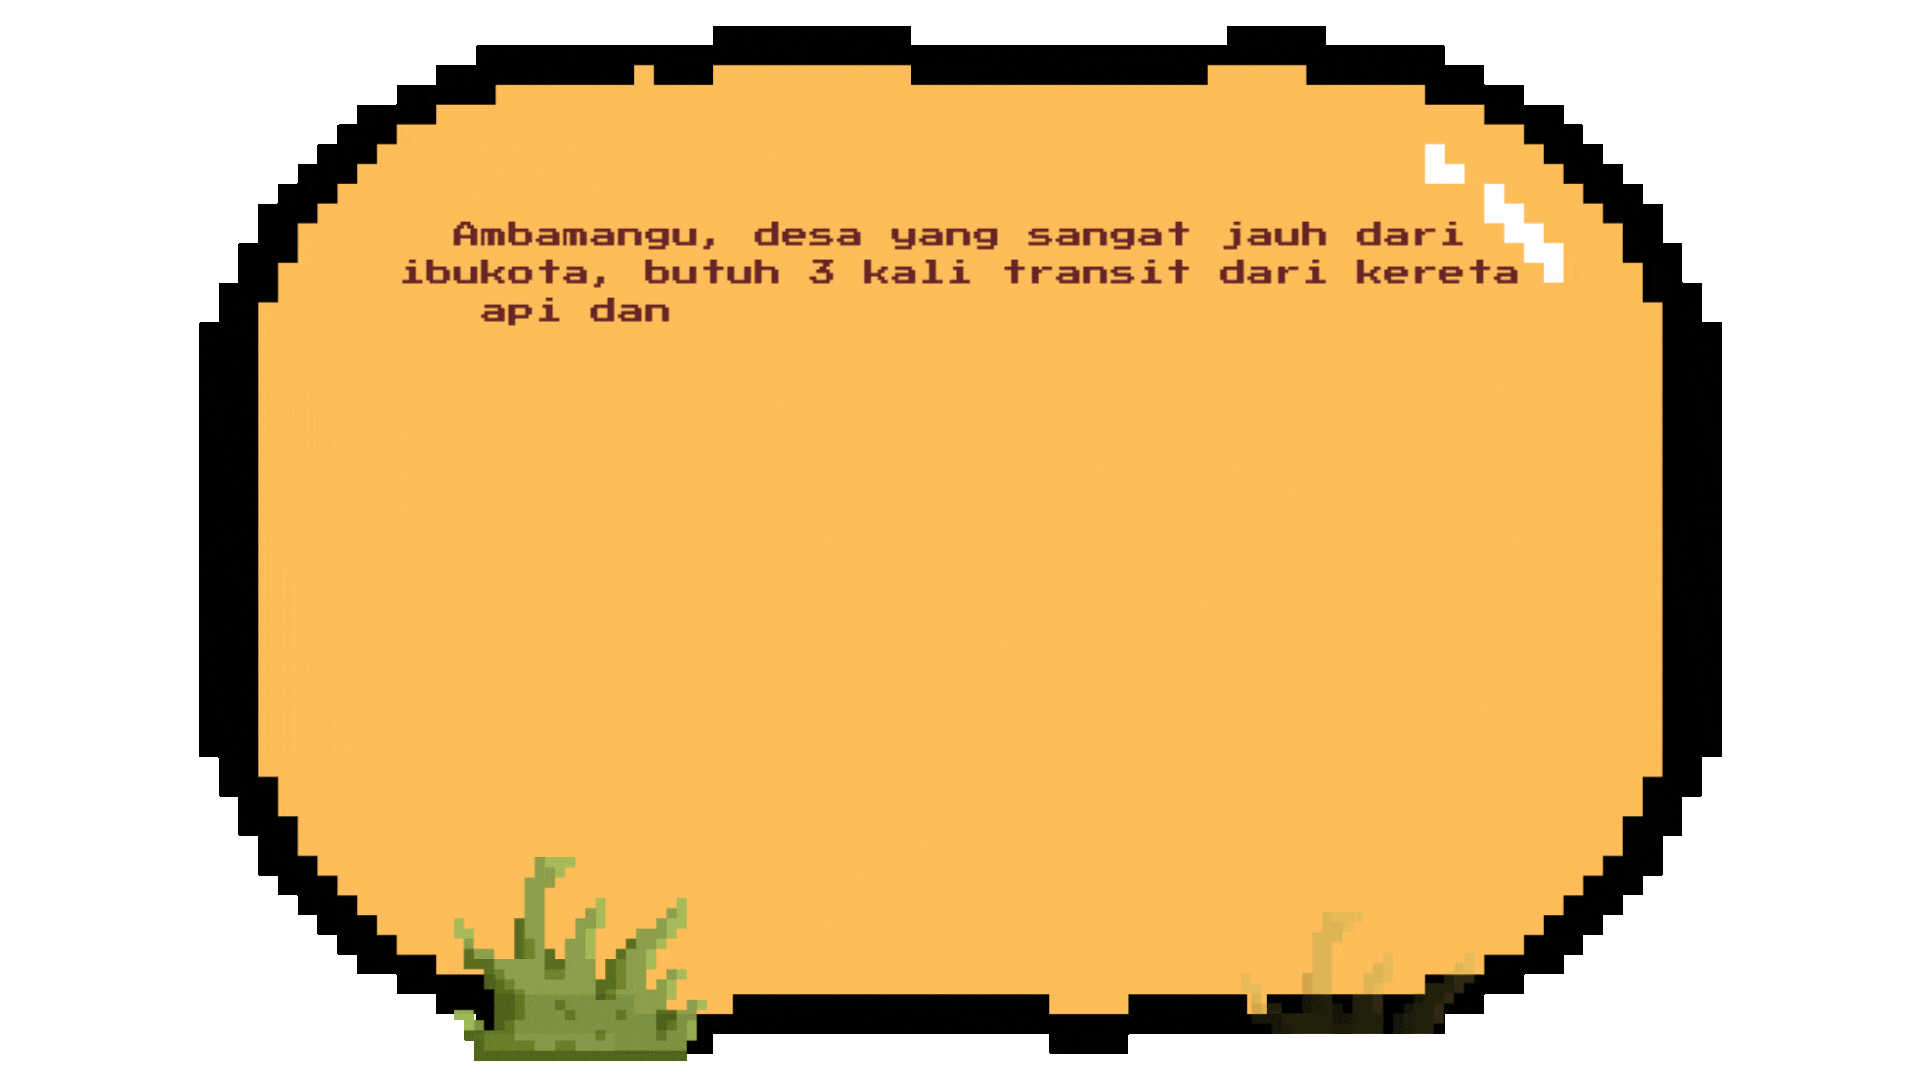 Ambamangu, desa yang sangat jauh dari
ibukota, butuh 3 kali transit dari kereta
api dan